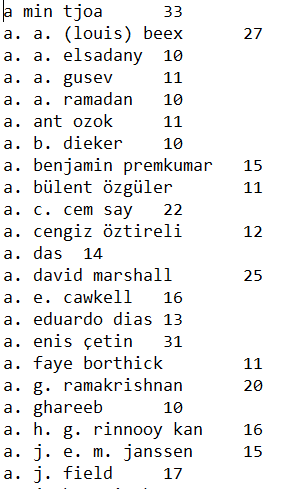 a min tjoa	33
a. a. (louis) beex	27
a. a. elsadany	10
a. a. gusev	11
a. a. ramadan	10
a. ant ozok	11
a. b. dieker	10
a. benjamin premkumar	15
a. bülent özgüler	11
a. c. cem say	22
a. cengiz öztireli	12
a. das	14
a. david marshall	25
a. e. cawkell	16
a. eduardo dias	13
a. enis çetin	31
a. faye borthick	11
a. g. ramakrishnan	20
a. ghareeb	10
a. h. g. rinnooy kan	16
a. j. e. m. janssen	15
a. j. field	17